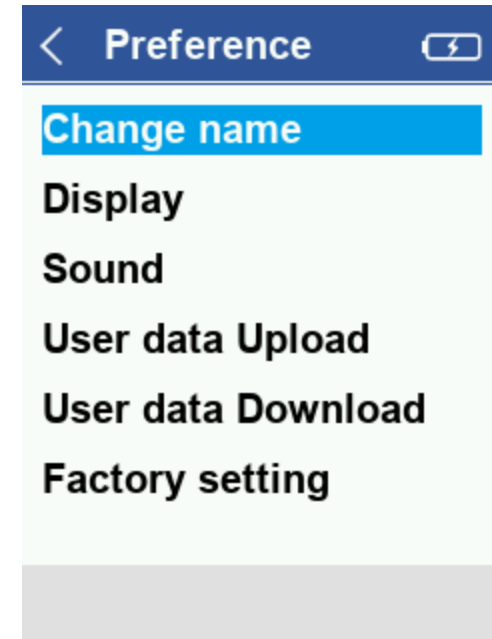 Preference
Change name
Display
Sound
User data Upload
User data Download
Factory setting